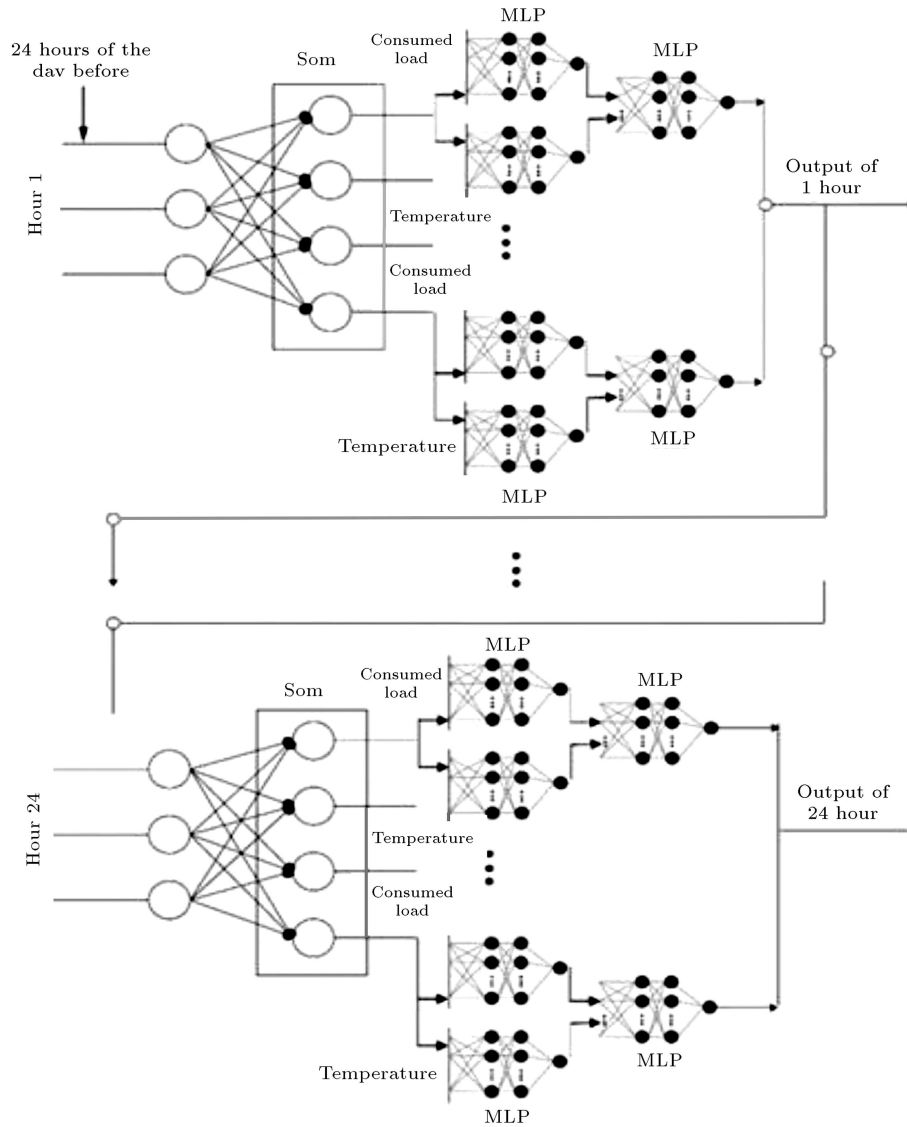 24 hours of the
dav before
Som
Consumed
load
MLP
MLP
Hour 1
Temperature
Consumed
load
Output of
1 hour
Temperature
MLP
MLP
MLP
Som
Consumed
load
MLP
Hour 24
Temperature
Consumed
load
Output of
24 hour
Temperature
MLP
MLP